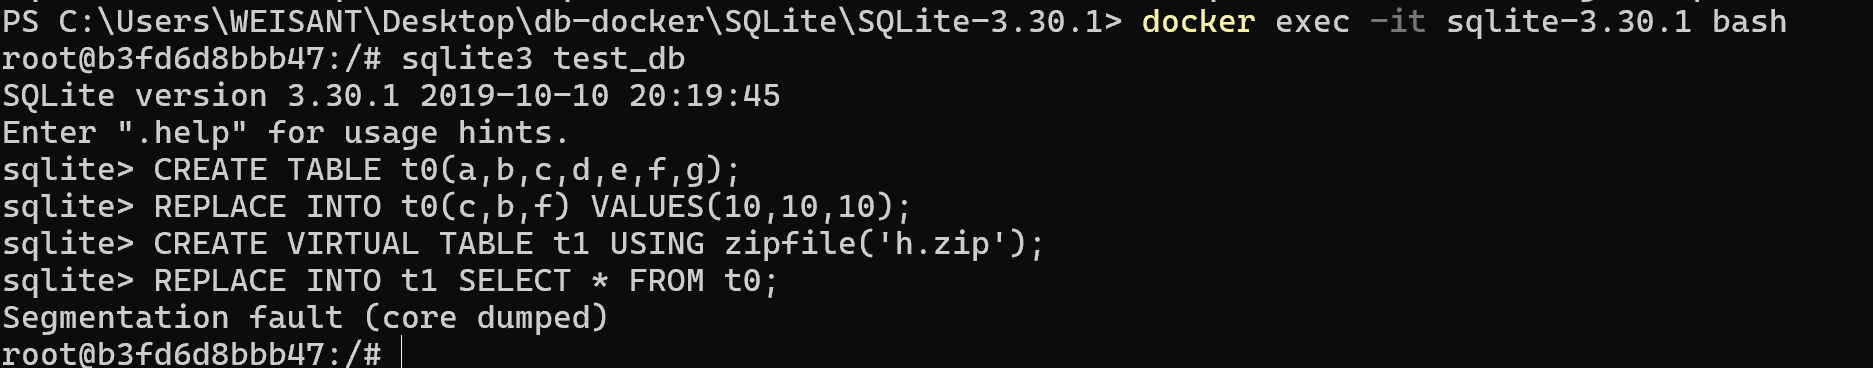 PS C:\Users\WEISANT\Desktop\db-docker\SQLite\SQLite-3.30.1> docker exec -it sqlite-3.30.1 bash
root@b3fd6d8bbb47:/# sqlite3 test_db
SQLite version 3.30.1 2019-10-10 20:19:45
Enter ".help" for usage hints.
sqlite> CREATE TABLE t0(a,b,c,d,e,f,g);
sqlite> REPLACE INTO t0(c,b,f) VALUES(10,10,10);
sqlite> CREATE VIRTUAL TABLE t1 USING zipfile('h.zip');
sqlite> REPLACE INTO t1 SELECT * FROM t0;
Segmentation fault (core dumped)
root@b3fd6d8bbb47:/#